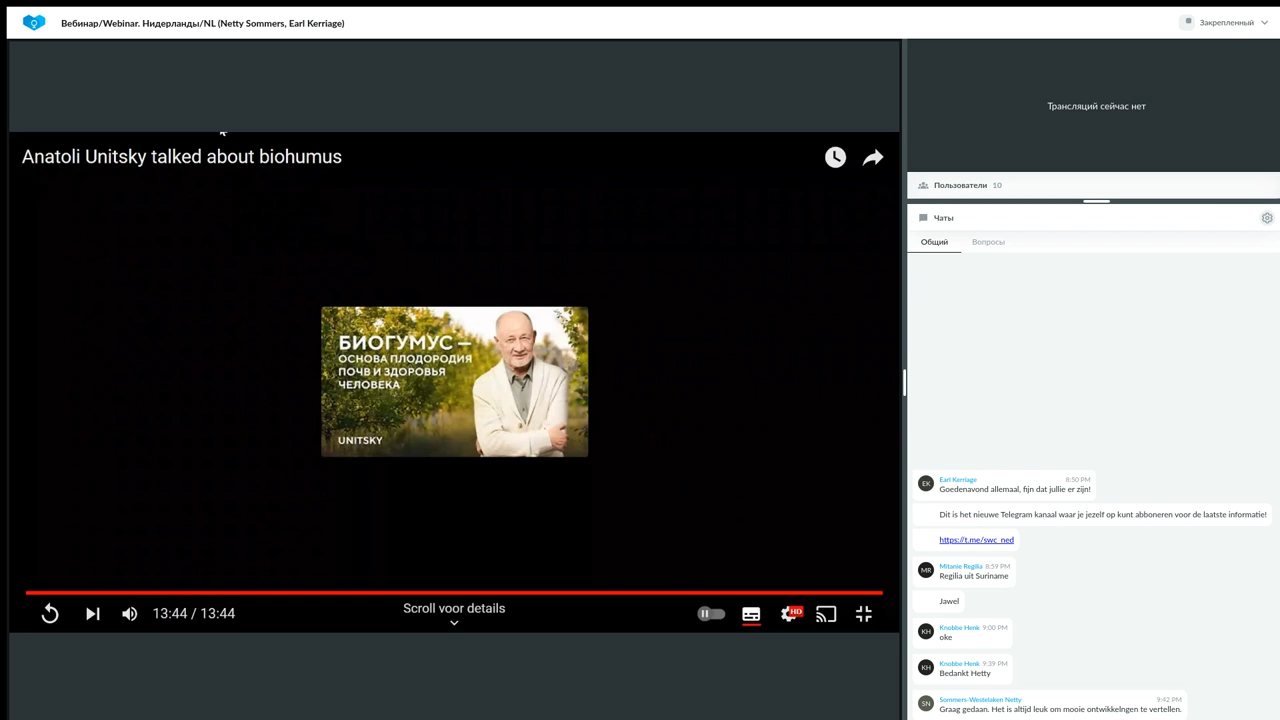 Вебинар/Webinar. Нидерланды/NL (Netty Sommers, Earl Kerriage)
Закрепленный
Anatoli Unitsky talked about biohumus
БИОГУМУС —
ОСНОВА ПЛОДОРОДИЯ
ПОЧВ И ЗДОРОВЬЯ
ЧЕЛОВЕКА
UNITSKY
13:44 / 13:44
Scroll voor details
HD
Трансляций сейчас нет
Пользователи 10
Чаты
Общий Вопросы
EK
Earl Kerriage 8:50 PM
Goedenavond allemaal, fijn dat jullie er zijn!
Dit is het nieuwe Telegram kanaal waar je jezelf op kunt abboneren voor de laatste informatie!
https://t.me/swc_ned
MR
Mitanie Regilia 8:59 PM
Regilia uit Suriname
Jawel
KH
Knobbe Henk 9:00 PM
oke
KH
Knobbe Henk 9:39 PM
Bedankt Hetty
SN
Sommers-Westelaken Netty 9:42 PM
Graag gedaan. Het is altijd leuk om mooie ontwikkelngen te vertellen.